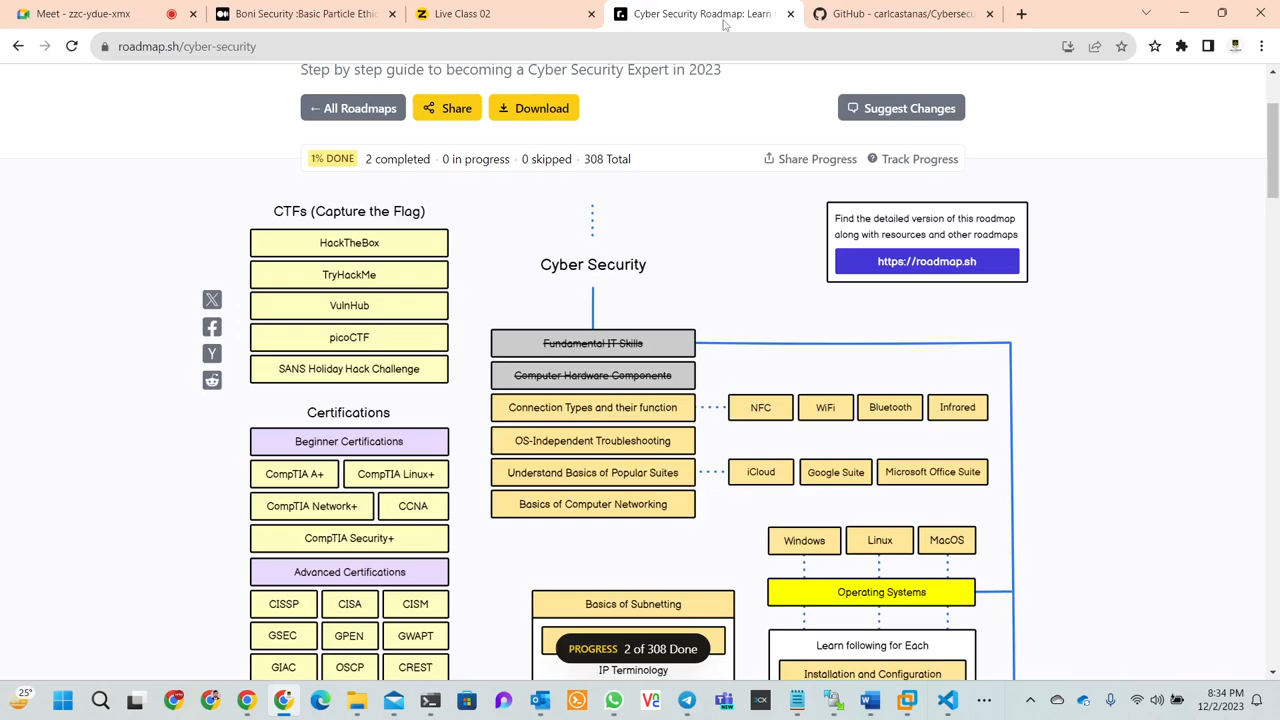 Meet - zzc-ydue-xmx
Boni Security :Basic Particle Ethic
Live Class 02
Cyber Security Roadmap: Learn
GitHub - carlcastanas/Cybersecu
roadmap.sh/cyber-security
Step by step guide to becoming a Cyber Security Expert in 2023
← All Roadmaps
Share
Download
Suggest Changes
1% DONE 2 completed · 0 in progress · 0 skipped · 308 Total
Share Progress
Track Progress
CTFs (Capture the Flag)
HackTheBox
TryHackMe
VulnHub
picoCTF
SANS Holiday Hack Challenge
Certifications
Beginner Certifications
CompTIA A+
CompTIA Linux+
CompTIA Network+
CCNA
CompTIA Security+
Advanced Certifications
CISSP
CISA
CISM
GSEC
GPEN
GWAPT
GIAC
OSCP
CREST
Cyber Security
Fundamental IT Skills
Computer Hardware Components
Connection Types and their function
NFC
WiFi
Bluetooth
Infrared
OS-Independent Troubleshooting
Understand Basics of Popular Suites
iCloud
Google Suite
Microsoft Office Suite
Basics of Computer Networking
Find the detailed version of this roadmap
along with resources and other roadmaps
https://roadmap.sh
Windows
Linux
MacOS
Operating Systems
Learn following for Each
Installation and Configuration
Basics of Subnetting
PROGRESS 2 of 308 Done
IP Terminology
25°
8:34 PM
12/2/2023